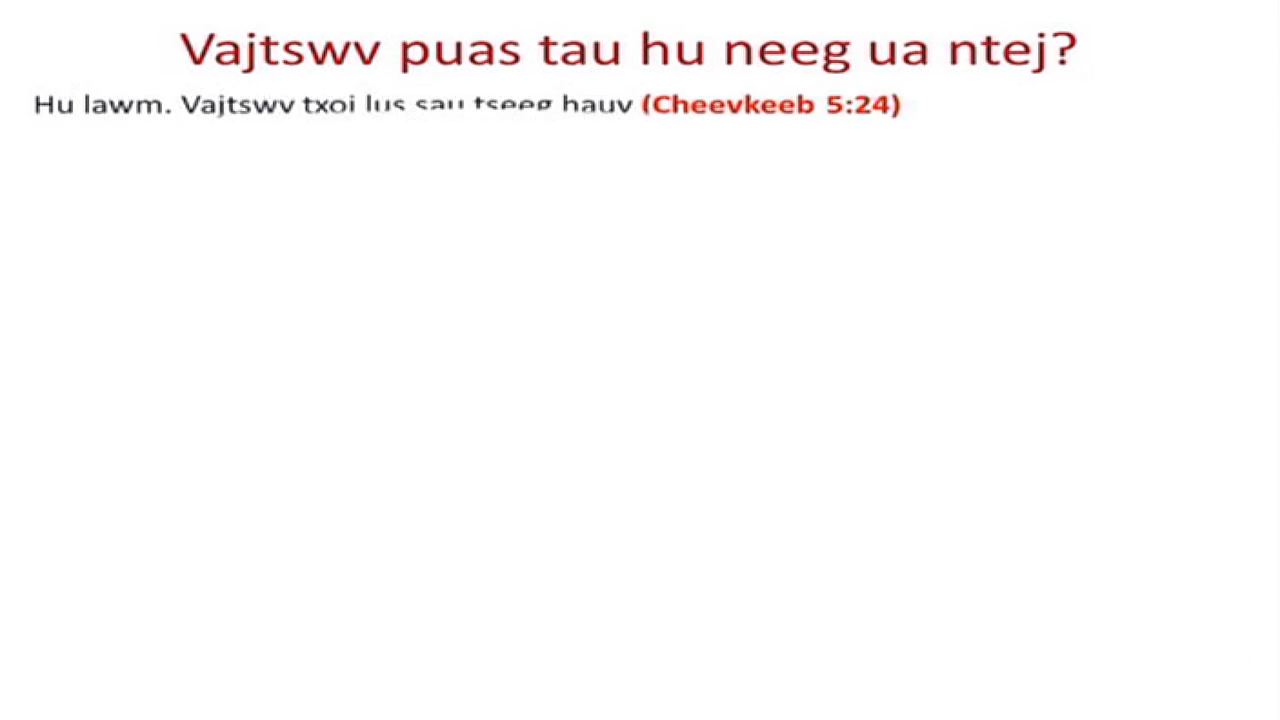 Vajtswv puas tau hu neeg ua ntej?
Hu lawm. Vajtswv txoj lus sau tseeg hauv (Cheevkeeb 5:24)